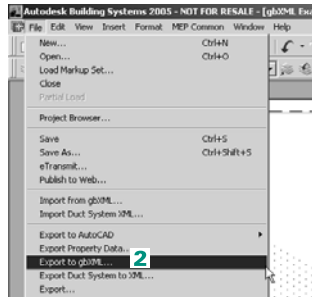 Autodesk Building Systems 2005 - NOT FOR RESALE - [gbXML Exa
File Edit View Insert Format MEP Common Window Help
New... Ctrl+N
Open... Ctrl+O
Load Markup Set...
Close
Partial Load
Project Browser...
Save Ctrl+S
Save As... Ctrl+Shift+S
eTransmit...
Publish to Web...
Import from gbXML...
Import Duct System XML...
Export to AutoCAD
Export Property Data...
Export to gbXML... 2
Export Duct System to XML...
Export...